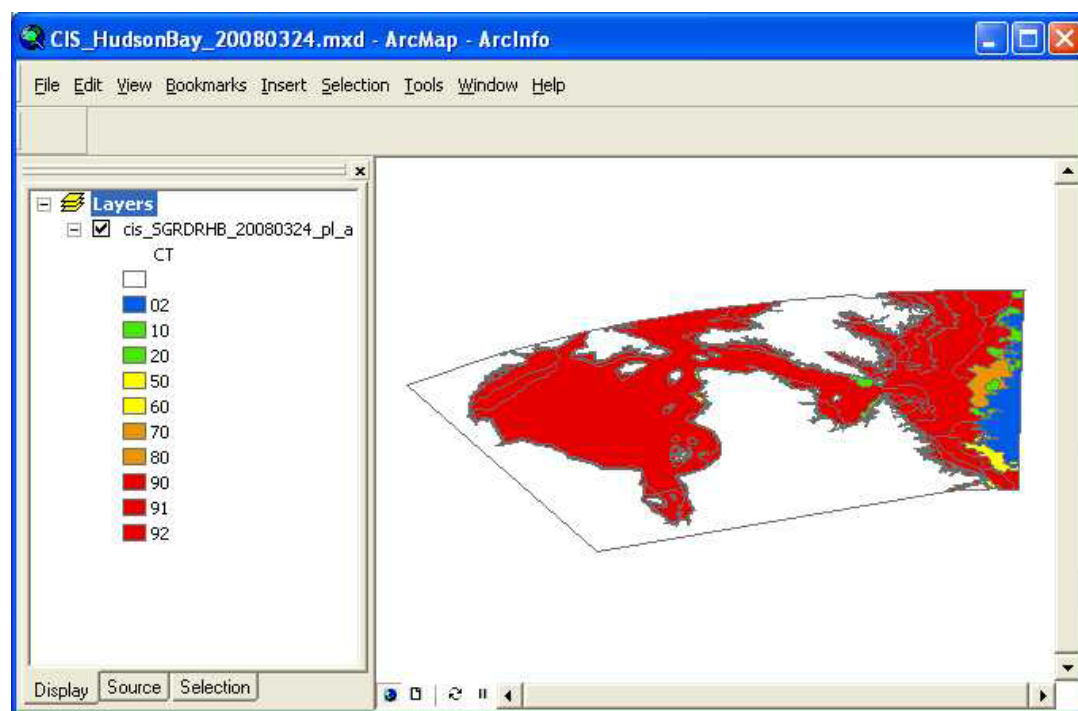 CIS_HudsonBay_20080324.mxd - ArcMap - ArcInfo
File Edit View Bookmarks Insert Selection Tools Window Help
Layers
cis_SGRDRHB_20080324_pl_a
CT
02
10
20
50
60
70
80
90
91
92
Display Source Selection